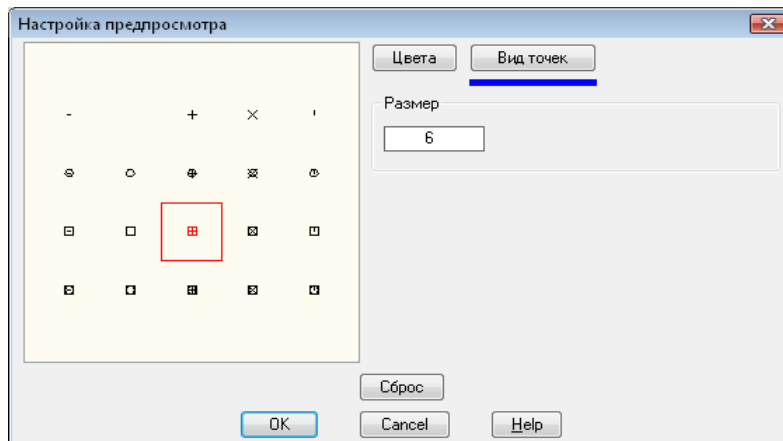 Настройка предпросмотра
Цвета
Вид точек
Размер
6
Сброс
OK
Cancel
Help